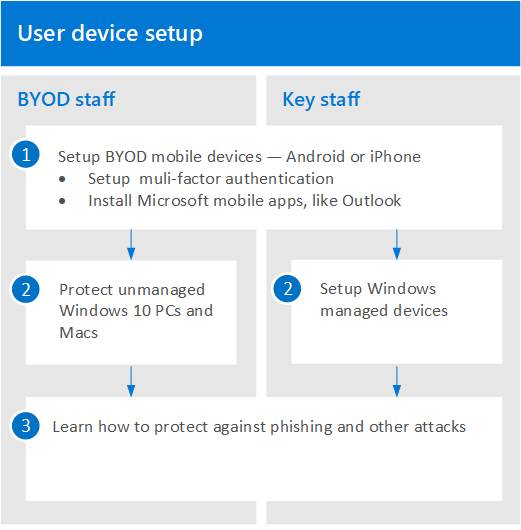 User device setup
BYOD staff
Key staff
1
Setup BYOD mobile devices — Android or iPhone
• Setup muli-factor authentication
• Install Microsoft mobile apps, like Outlook
2
Protect unmanaged
Windows 10 PCs and
Macs
2
Setup Windows
managed devices
3
Learn how to protect against phishing and other attacks